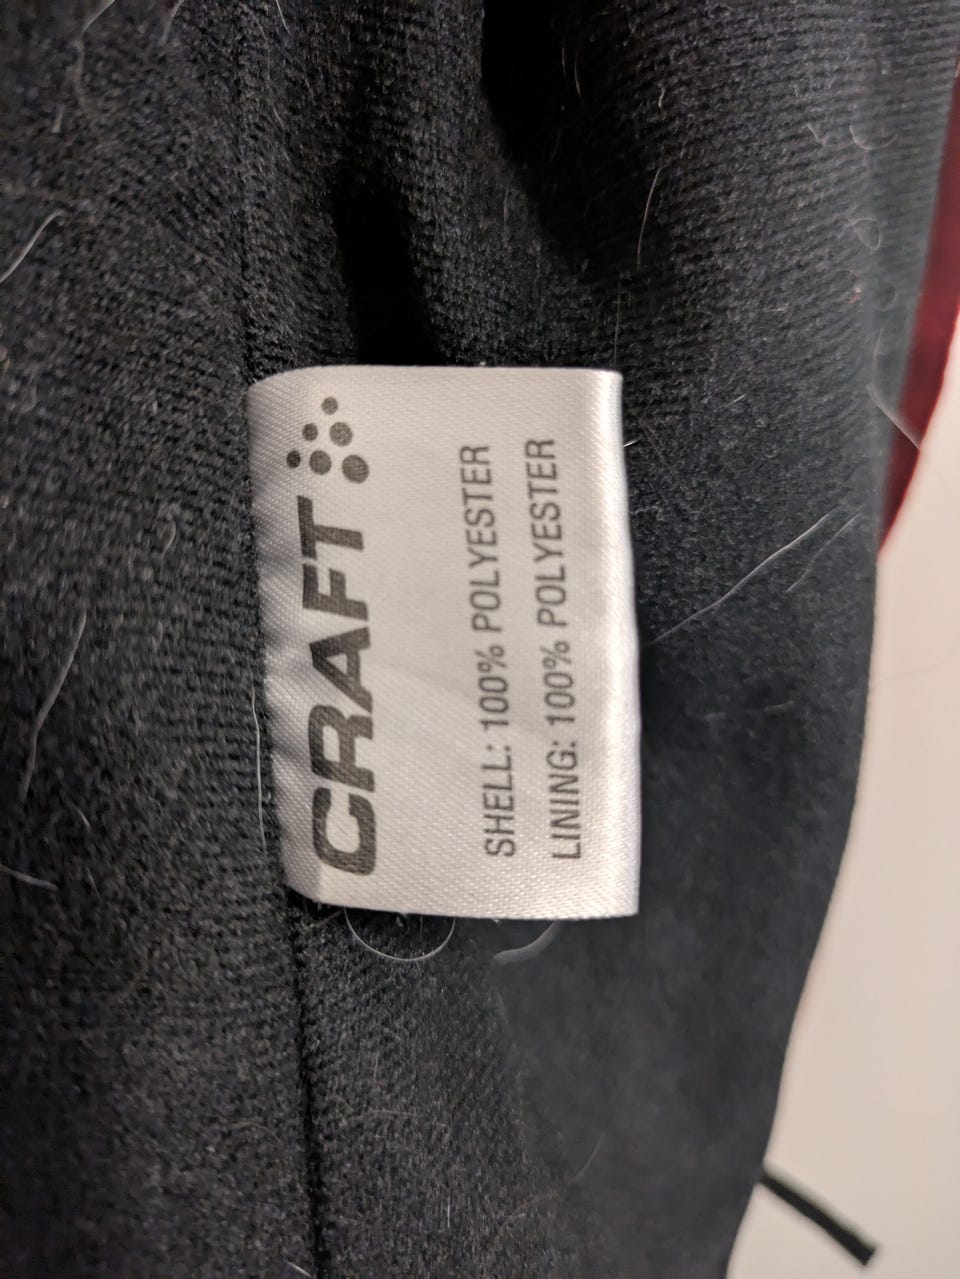 CRAFT
SHELL: 100% POLYESTER
LINING: 100% POLYESTER